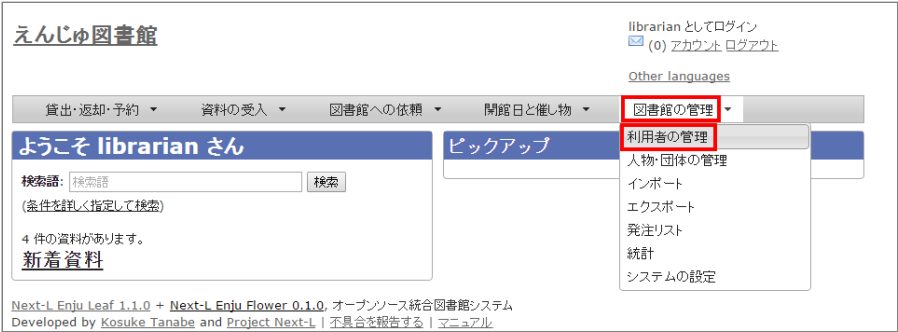 えんじゅ図書館
librarian としてログイン
(0) アカウント ログアウト
Other languages
貸出・返却・予約 ▼ 資料の受入 ▼ 図書館への依頼 ▼ 開館日と催し物 ▼ 図書館の管理 ▼
ようこそ librarian さん
ピックアップ
検索語: 検索語 検索
(条件を詳しく指定して検索)
4 件の資料があります。
新着資料
利用者の管理
人物・団体の管理
インポート
エクスポート
発注リスト
統計
システムの設定
Next-L Enju Leaf 1.1.0 + Next-L Enju Flower 0.1.0, オープンソース統合図書館システム
Developed by Kosuke Tanabe and Project Next-L | 不具合を報告する | マニュアル